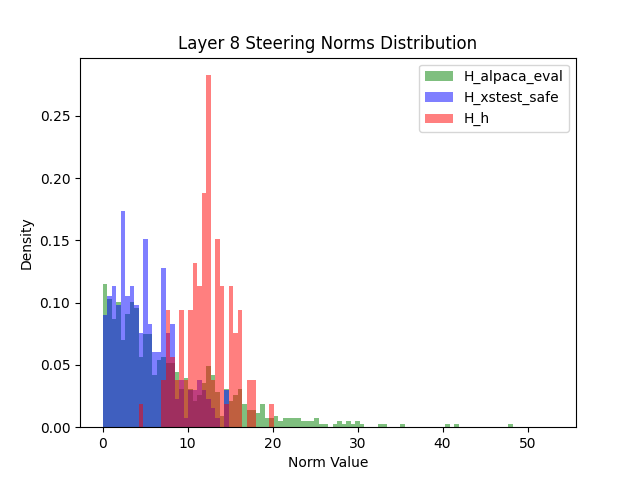 Layer 8 Steering Norms Distribution
H_alpaca_eval
H_xstest_safe
H_h
Density
0.25
0.20
0.15
0.10
0.05
0.00
0
10
20
30
40
50
Norm Value